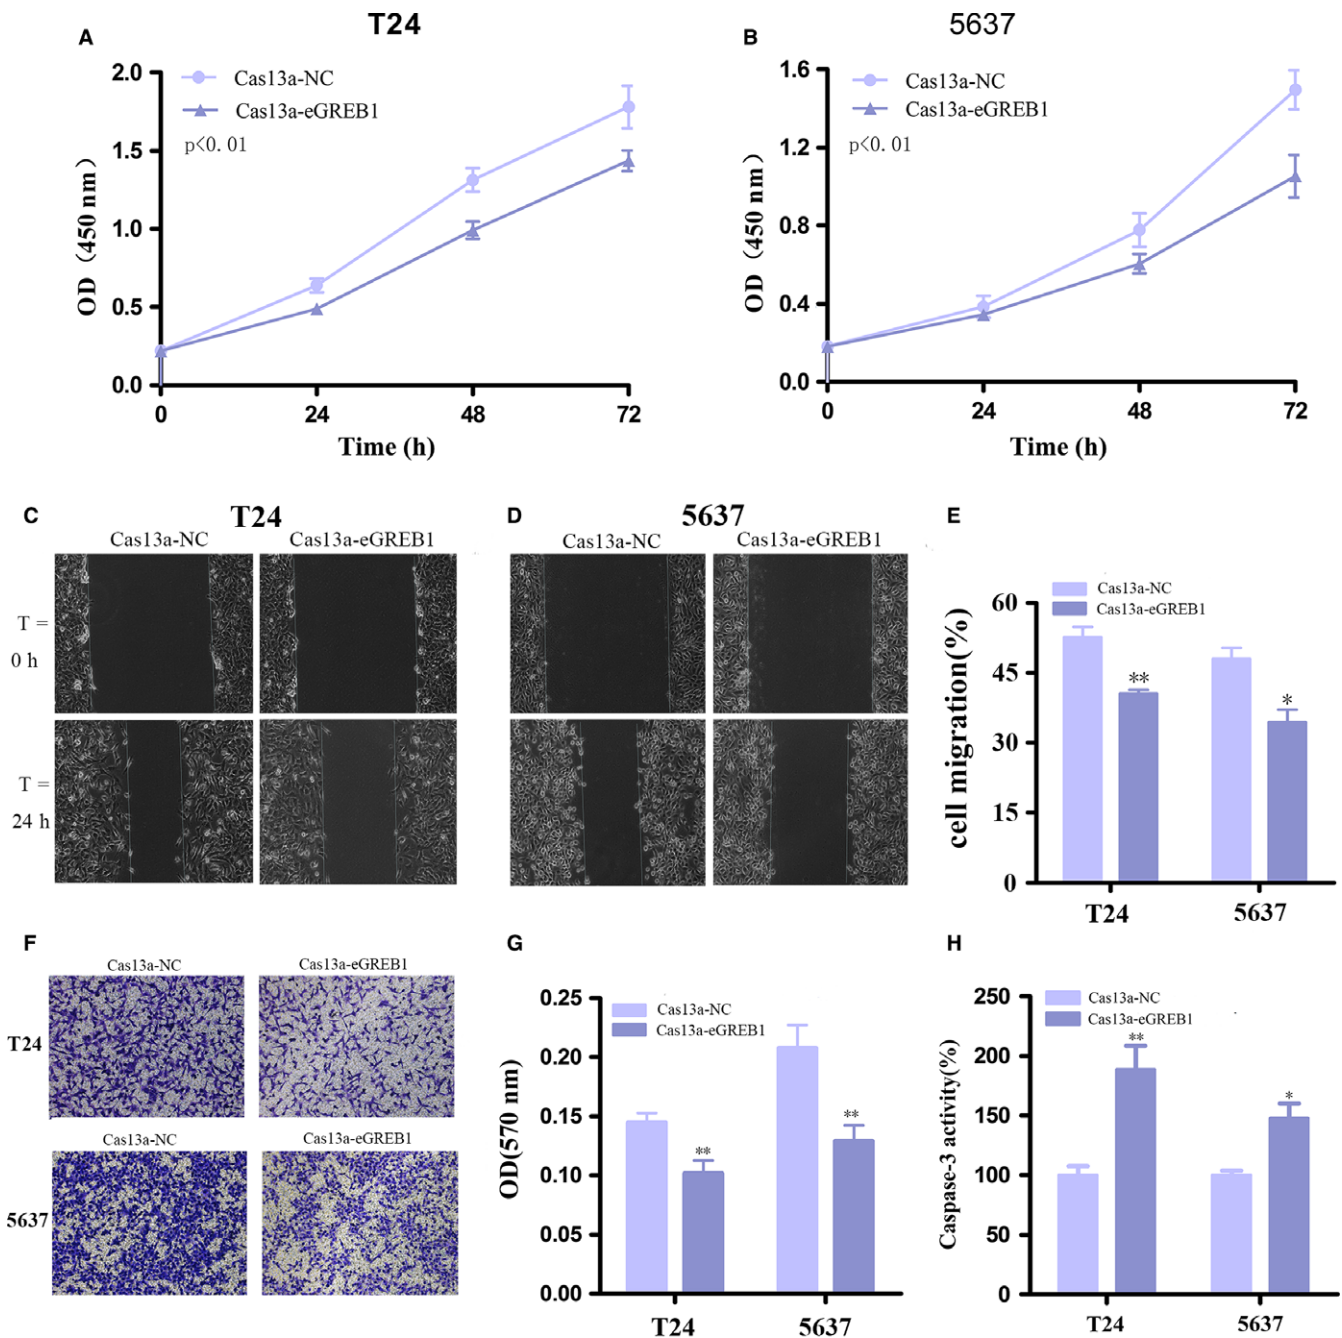 A
T24
Cas13a-NC
Cas13a-eGREB1
p<0.01
2.0
1.5
1.0
0.5
0.0
OD (450 nm)
0
24
48
72
Time (h)
B
5637
Cas13a-NC
Cas13a-eGREB1
p<0.01
1.6
1.2
0.8
0.4
0.0
OD (450 nm)
0
24
48
72
Time (h)
C
T24
Cas13a-NC
Cas13a-eGREB1
T =
0 h
T =
24 h
D
5637
Cas13a-NC
Cas13a-eGREB1
E
Cas13a-NC
Cas13a-eGREB1
60
45
30
15
0
cell migration(%)
**
*
T24
5637
F
Cas13a-NC
Cas13a-eGREB1
T24
Cas13a-NC
Cas13a-eGREB1
5637
G
Cas13a-NC
Cas13a-eGREB1
0.25
0.20
0.15
0.10
0.05
0.00
OD(570 nm)
**
**
T24
5637
H
Cas13a-NC
Cas13a-eGREB1
250
200
150
100
50
0
Caspase-3 activity(%)
**
*
T24
5637